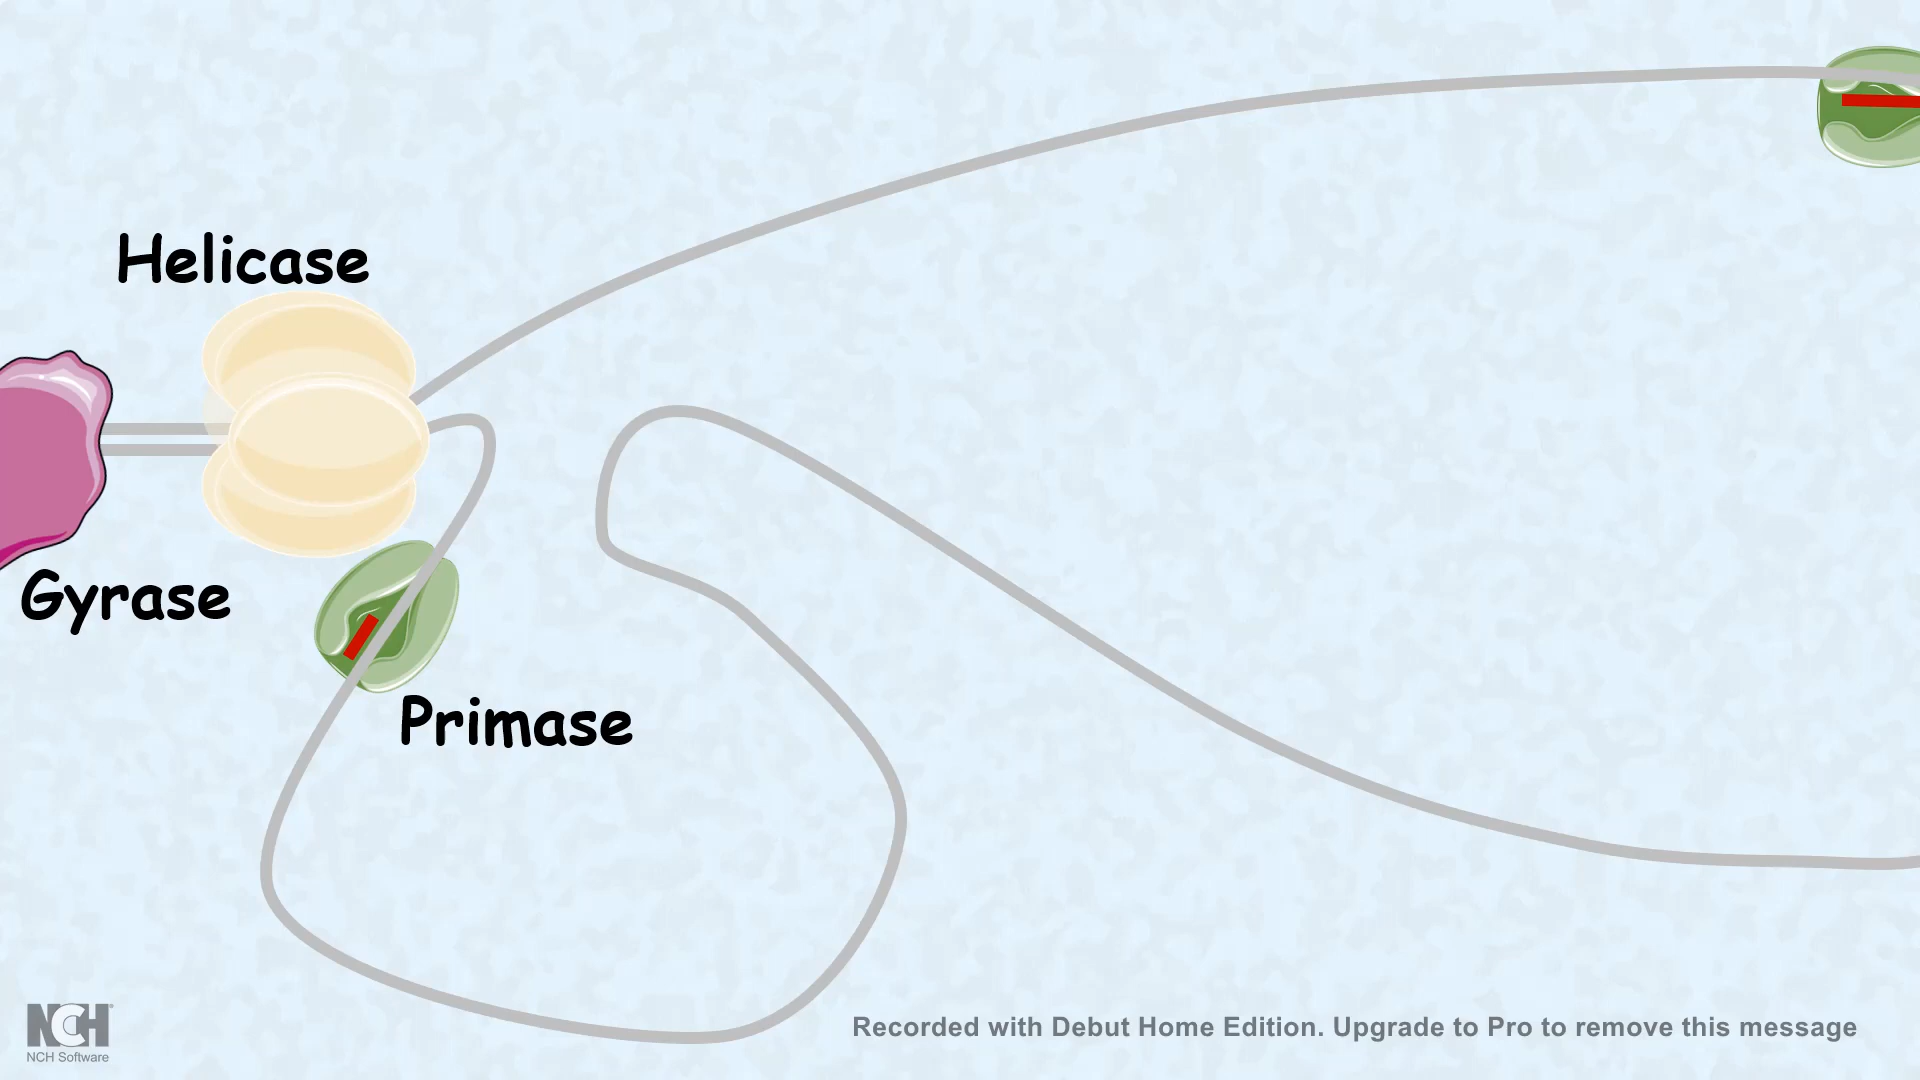 Helicase
Gyrase
Primase
NCH
NCH Software
Recorded with Debut Home Edition. Upgrade to Pro to remove this message